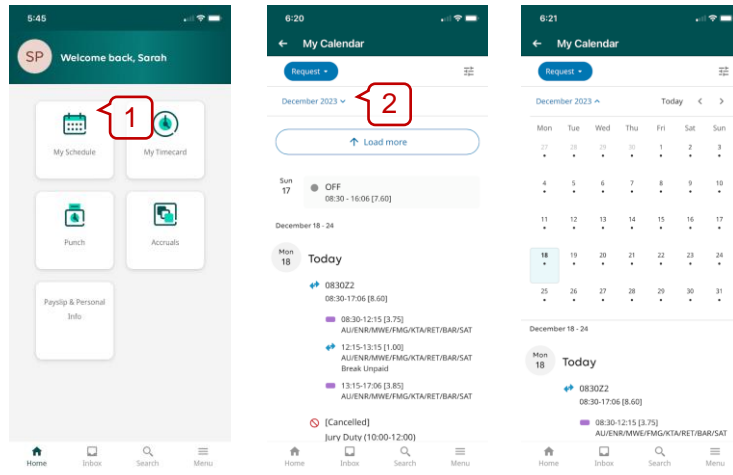 5:45
SP
Welcome back, Sarah
1
My Schedule
My Timecard
Punch
Accruals
Payslip & Personal
Info
Home
Inbox
Search
Menu
6:20
← My Calendar
Request
December 2023
2
↑ Load more
Sun
17
OFF
08:30 - 16:06 [7.60]
December 18 - 24
Mon
18
Today
0830Z2
08:30-17:06 [8.60]
08:30-12:15 [3.75]
AU/ENR/MWE/FMG/KTA/RET/BAR/SAT
12:15-13:15 [1.00]
AU/ENR/MWE/FMG/KTA/RET/BAR/SAT
Break Unpaid
13:15-17:06 [3.85]
AU/ENR/MWE/FMG/KTA/RET/BAR/SAT
[Cancelled]
Jury Duty (10:00-12:00)
Home
Inbox
Search
Menu
6:21
← My Calendar
Request
December 2023
Today < >
Mon Tue Wed Thu Fri Sat Sun
27 28 29 30 1 2 3
4 5 6 7 8 9 10
11 12 13 14 15 16 17
18 19 20 21 22 23 24
25 26 27 28 29 30 31
December 18 - 24
Mon
18
Today
0830Z2
08:30-17:06 [8.60]
08:30-12:15 [3.75]
AU/ENR/MWE/FMG/KTA/RET/BAR/SAT
Home
Inbox
Search
Menu